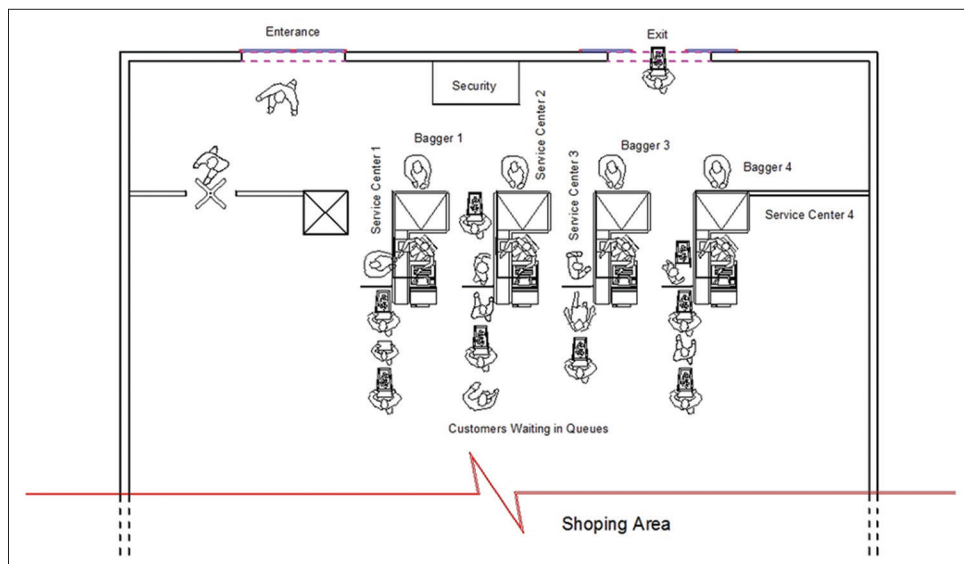 Enterance
Exit
Security
Service Center 1
Bagger 1
Service Center 2
Service Center 3
Bagger 3
Bagger 4
Service Center 4
Customers Waiting in Queues
Shoping Area